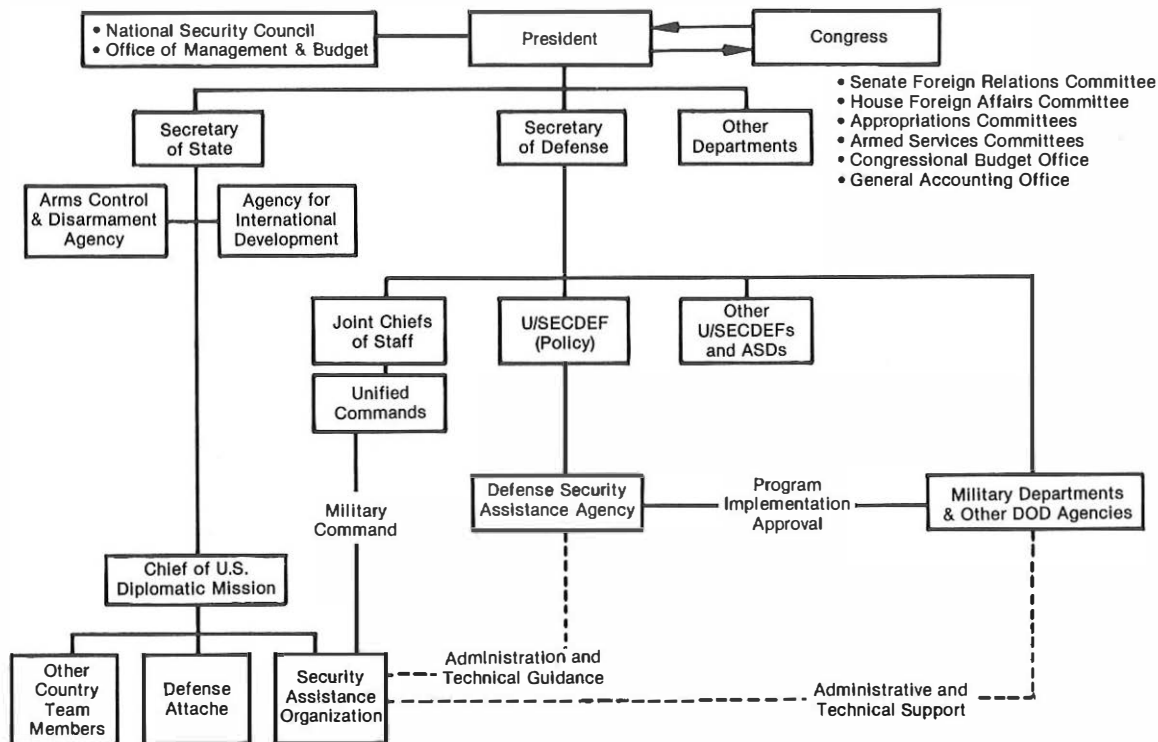 • National Security Council
• Office of Management & Budget
President
Congress
• Senate Foreign Relations Committee
• House Foreign Affairs Committee
• Appropriations Committees
• Armed Services Committees
• Congressional Budget Office
• General Accounting Office
Secretary
of State
Secretary
of Defense
Other
Departments
Arms Control
& Disarmament
Agency
Agency for
International
Development
Joint Chiefs
of Staff
U/SECDEF
(Policy)
Other
U/SECDEFs
and ASDs
Unified
Commands
Military
Command
Defense Security
Assistance Agency
Program
Implementation
Approval
Military Departments
& Other DOD Agencies
Chief of U.S.
Diplomatic Mission
Other
Country
Team
Members
Defense
Attache
Security
Assistance
Organization
Administration and
Technical Guidance
Administrative and
Technical Support